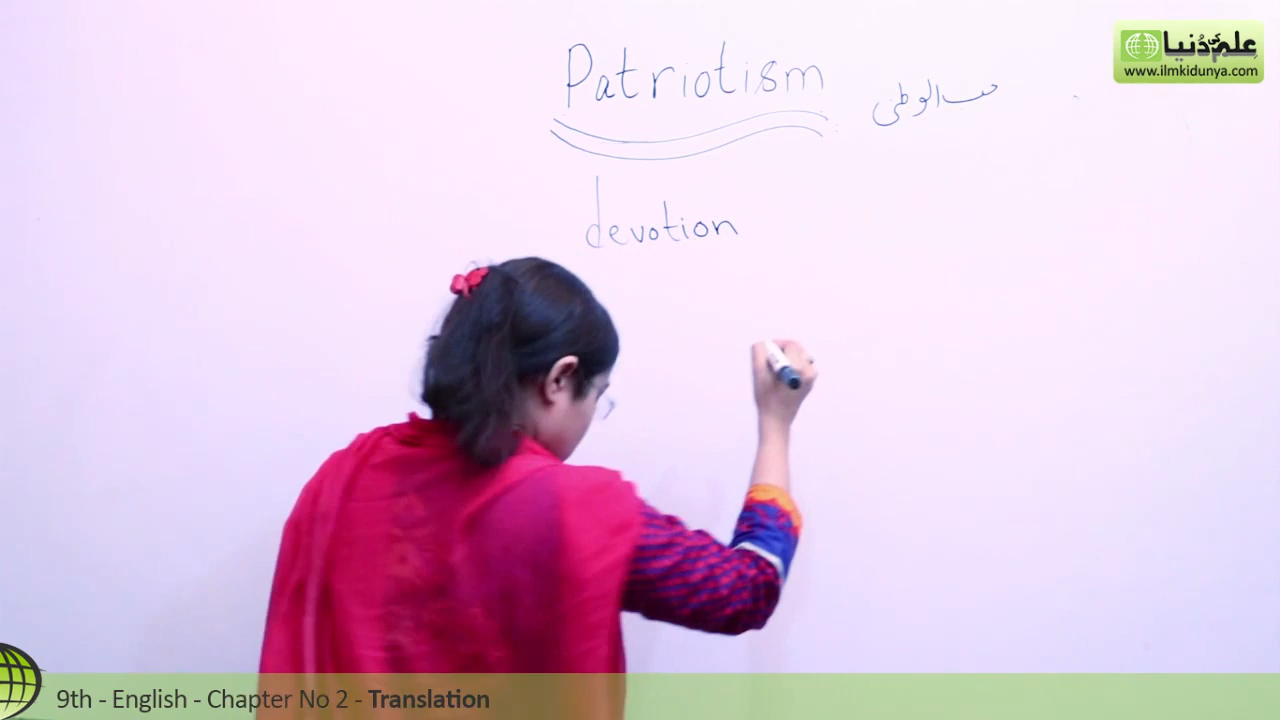 Patriotism حب الوطنی
devotion
علم کی دُنیا
www.ilmkidunya.com
9th - English - Chapter No 2 - Translation